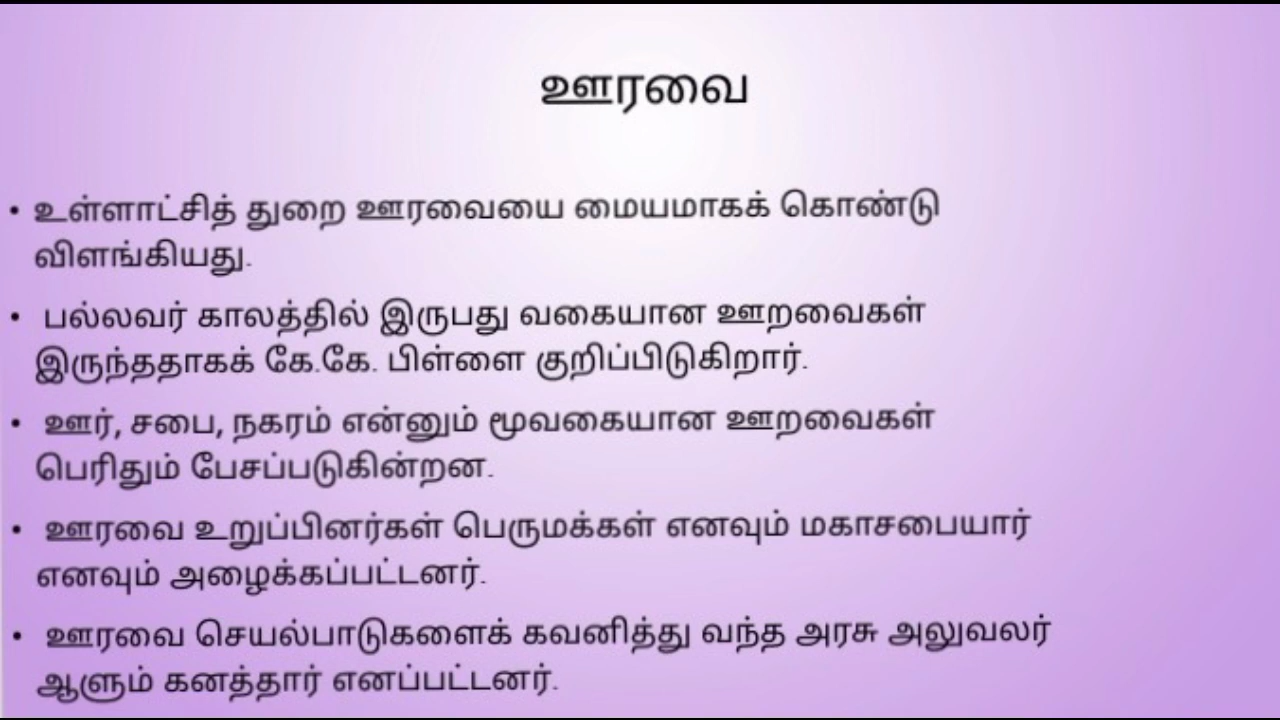 ஊரவை
• உள்ளாட்சித் துறை ஊரவையை மையமாகக் கொண்டு
விளங்கியது.
• பல்லவர் காலத்தில் இருபது வகையான ஊறவைகள்
இருந்ததாகக் கே.கே. பிள்ளை குறிப்பிடுகிறார்.
• ஊர், சபை, நகரம் என்னும் மூவகையான ஊறவைகள்
பெரிதும் பேசப்படுகின்றன.
• ஊரவை உறுப்பினர்கள் பெருமக்கள் எனவும் மகாசபையார்
எனவும் அழைக்கப்பட்டனர்.
• ஊரவை செயல்பாடுகளைக் கவனித்து வந்த அரசு அலுவலர்
ஆளும் கனத்தார் எனப்பட்டனர்.